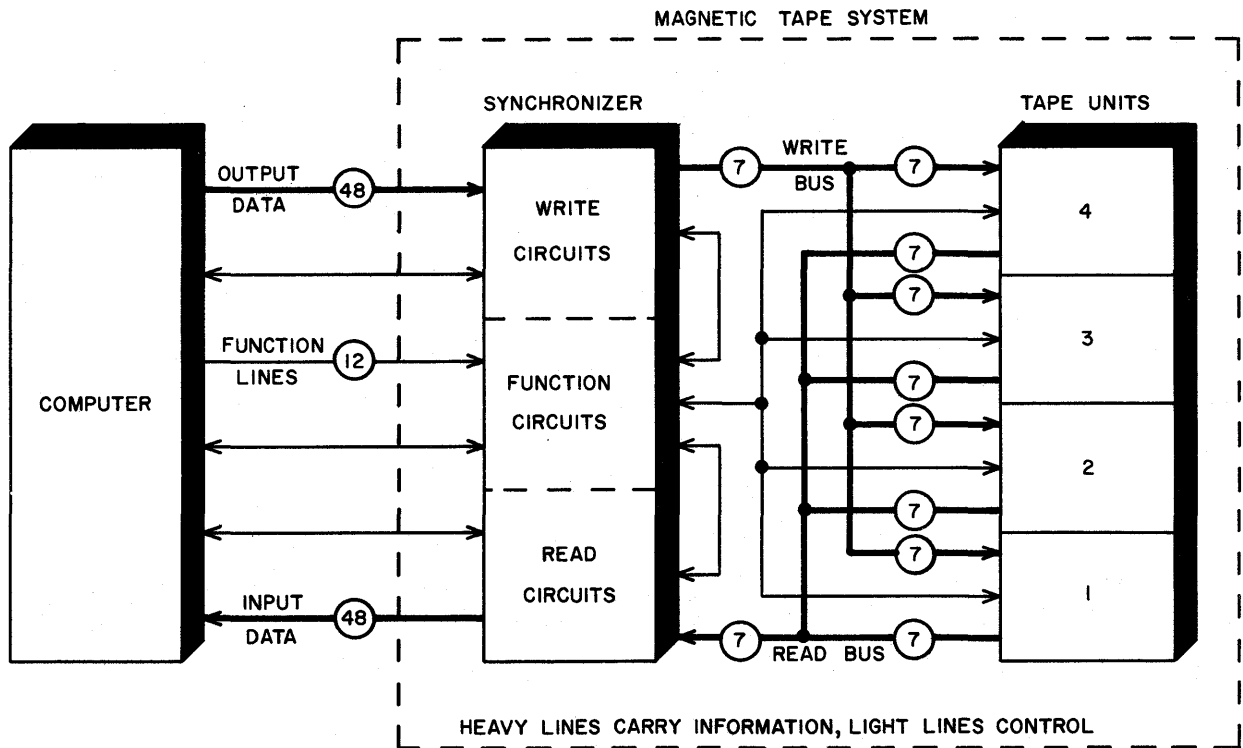 MAGNETIC TAPE SYSTEM
SYNCHRONIZER
TAPE UNITS
COMPUTER
OUTPUT
DATA
48
FUNCTION
LINES
12
INPUT
DATA
48
WRITE
CIRCUITS
FUNCTION
CIRCUITS
READ
CIRCUITS
7
WRITE
BUS
7
7
7
7
7
7
7
7
READ BUS
7
4
3
2
1
HEAVY LINES CARRY INFORMATION, LIGHT LINES CONTROL